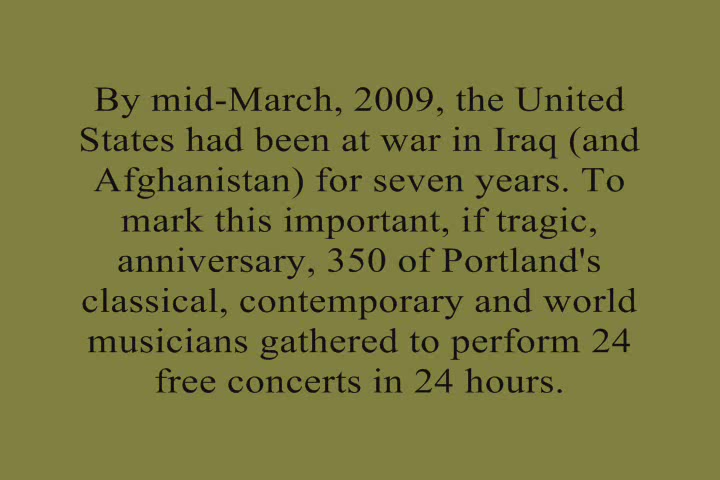 By mid-March, 2009, the United
States had been at war in Iraq (and
Afghanistan) for seven years. To
mark this important, if tragic,
anniversary, 350 of Portland's
classical, contemporary and world
musicians gathered to perform 24
free concerts in 24 hours.